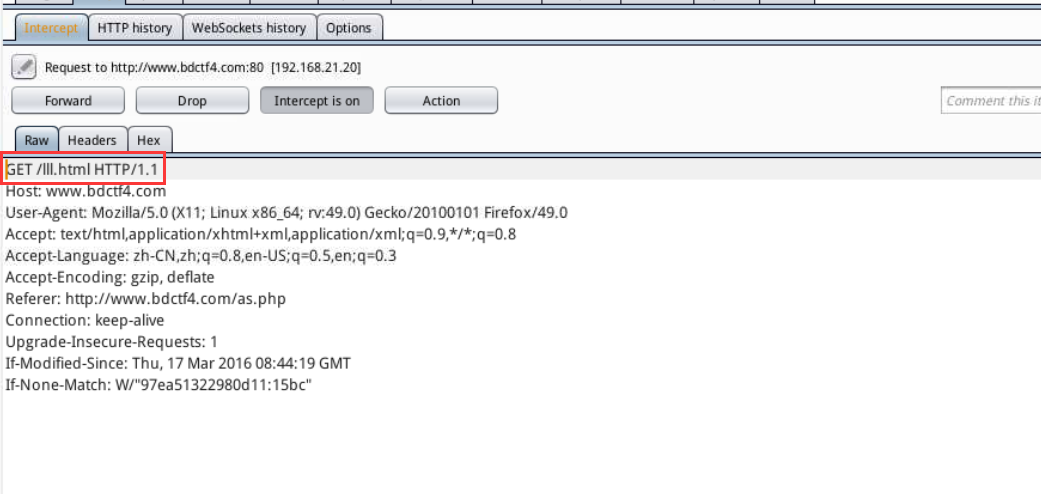 Intercept HTTP history WebSockets history Options
Request to http://www.bdctf4.com:80 [192.168.21.20]
Forward Drop Intercept is on Action Comment this it
Raw Headers Hex
GET /lll.html HTTP/1.1
Host: www.bdctf4.com
User-Agent: Mozilla/5.0 (X11; Linux x86_64; rv:49.0) Gecko/20100101 Firefox/49.0
Accept: text/html,application/xhtml+xml,application/xml;q=0.9,*/*;q=0.8
Accept-Language: zh-CN,zh;q=0.8,en-US;q=0.5,en;q=0.3
Accept-Encoding: gzip, deflate
Referer: http://www.bdctf4.com/as.php
Connection: keep-alive
Upgrade-Insecure-Requests: 1
If-Modified-Since: Thu, 17 Mar 2016 08:44:19 GMT
If-None-Match: W/"97ea51322980d11:15bc"